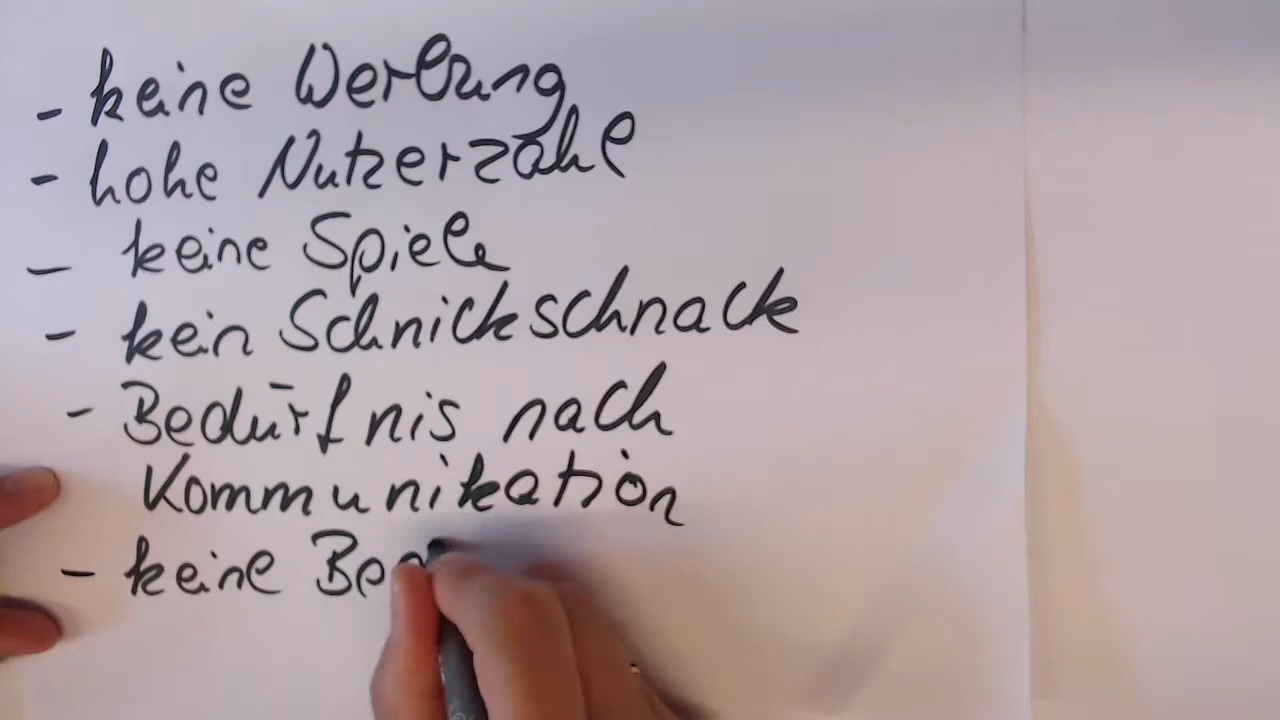 - keine Werbung
- hohe Nutzerzahl
- keine Spiele
- kein Schnickschnack
- Bedürfnis nach
Kommunikation
- keine